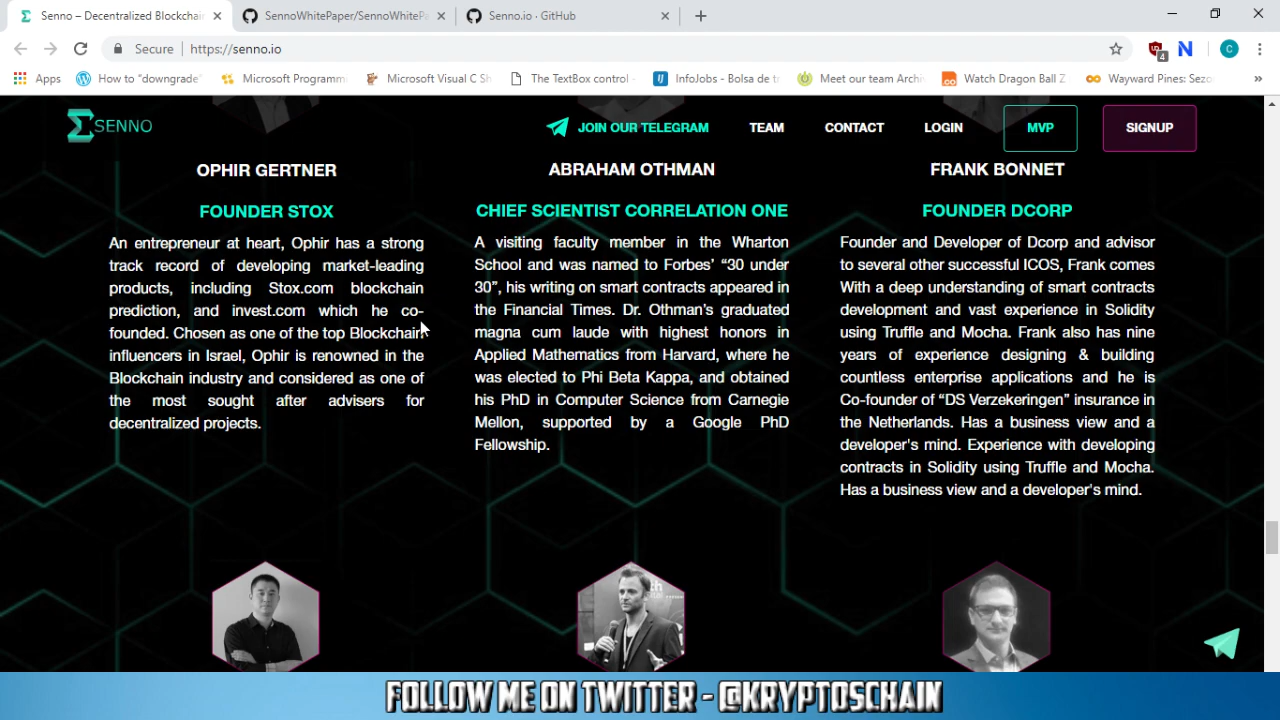 Senno – Decentralized Blockchain
SennoWhitePaper/SennoWhitePa
Senno.io · GitHub
Secure
https://senno.io
4
N
C
Apps
How to "downgrade"
Microsoft Programm
Microsoft Visual C Sh
The TextBox control -
InfoJobs - Bolsa de t
Meet our team Archi
Watch Dragon Ball Z
Wayward Pines: Sezo
SENNO
JOIN OUR TELEGRAM
TEAM
CONTACT
LOGIN
MVP
SIGNUP
OPHIR GERTNER
FOUNDER STOX
An entrepreneur at heart, Ophir has a strong
track record of developing market-leading
products, including Stox.com blockchain
prediction, and invest.com which he co-
founded. Chosen as one of the top Blockchain
influencers in Israel, Ophir is renowned in the
Blockchain industry and considered as one of
the most sought after advisers for
decentralized projects.
ABRAHAM OTHMAN
CHIEF SCIENTIST CORRELATION ONE
A visiting faculty member in the Wharton
School and was named to Forbes' “30 under
30”, his writing on smart contracts appeared in
the Financial Times. Dr. Othman's graduated
magna cum laude with highest honors in
Applied Mathematics from Harvard, where he
was elected to Phi Beta Kappa, and obtained
his PhD in Computer Science from Carnegie
Mellon, supported by a Google PhD
Fellowship.
FRANK BONNET
FOUNDER DCORP
Founder and Developer of Dcorp and advisor
to several other successful ICOS, Frank comes
With a deep understanding of smart contracts
development and vast experience in Solidity
using Truffle and Mocha. Frank also has nine
years of experience designing & building
countless enterprise applications and he is
Co-founder of “DS Verzekeringen” insurance in
the Netherlands. Has a business view and a
developer's mind. Experience with developing
contracts in Solidity using Truffle and Mocha.
Has a business view and a developer's mind.
FOLLOW ME ON TWITTER - @KRYPTOSCHAIN